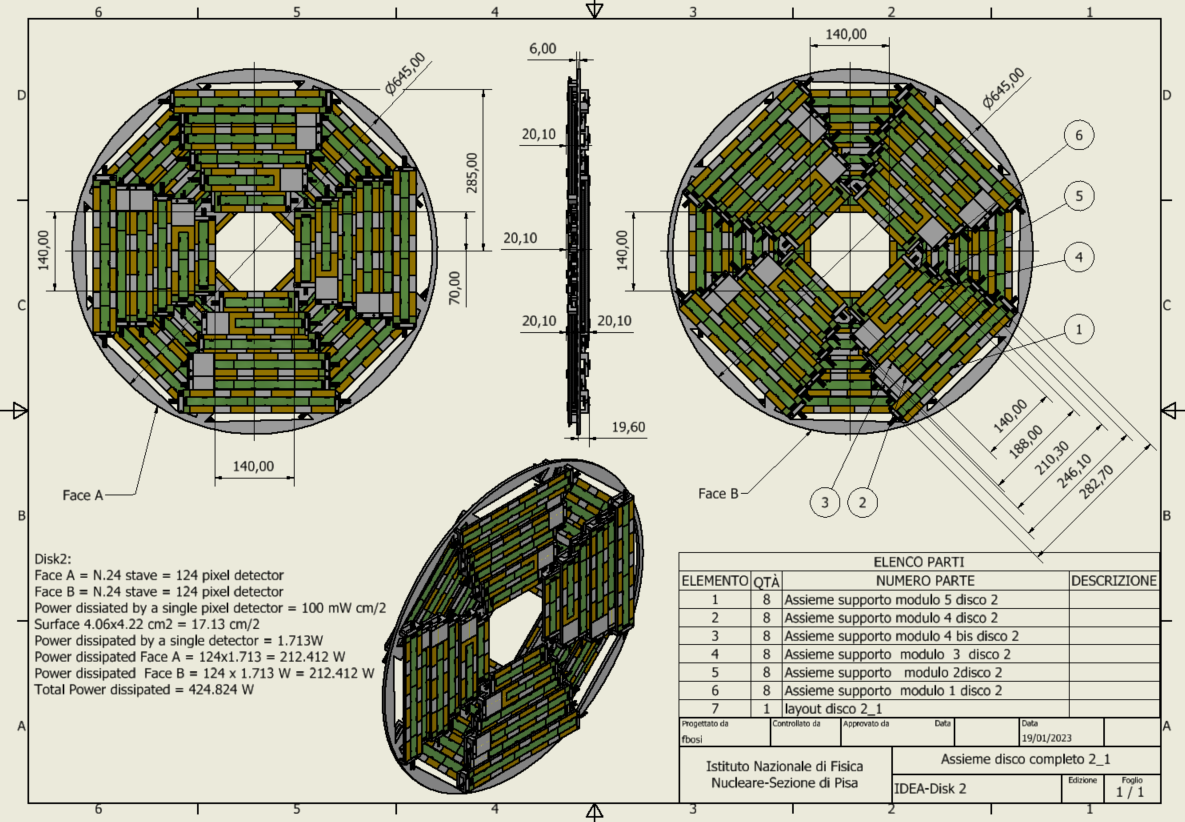 6 5 4 3 2 1
D
C
B
A
D
C
B
A
Ø645,00
285,00
140,00
70,00
140,00
Face A
6,00
20,10
20,10
20,10
20,10
19,60
140,00
Ø645,00
140,00
6
5
4
1
140,00
188,00
210,30
246,10
282,70
Face B
3
2
Disk2:
Face A = N.24 stave = 124 pixel detector
Face B = N.24 stave = 124 pixel detector
Power dissiated by a single pixel detector = 100 mW cm/2
Surface 4.06x4.22 cm2 = 17.13 cm/2
Power dissipated by a single detector = 1.713W
Power dissipated Face A = 124x1.713 = 212.412 W
Power dissipated Face B = 124 x 1.713 W = 212.412 W
Total Power dissipated = 424.824 W
ELENCO PARTI
ELEMENTO QTÀ NUMERO PARTE DESCRIZIONE
1 8 Assieme supporto modulo 5 disco 2
2 8 Assieme supporto modulo 4 disco 2
3 8 Assieme supporto modulo 4 bis disco 2
4 8 Assieme supporto modulo 3 disco 2
5 8 Assieme supporto modulo 2disco 2
6 8 Assieme supporto modulo 1 disco 2
7 1 layout disco 2_1
Progettato da Controllato da Approvato da Data Data
fbosi 19/01/2023
Istituto Nazionale di Fisica
Nucleare-Sezione di Pisa
Assieme disco completo 2_1
IDEA-Disk 2
Edizione Foglio
1 / 1
6 5 4 3 2 1